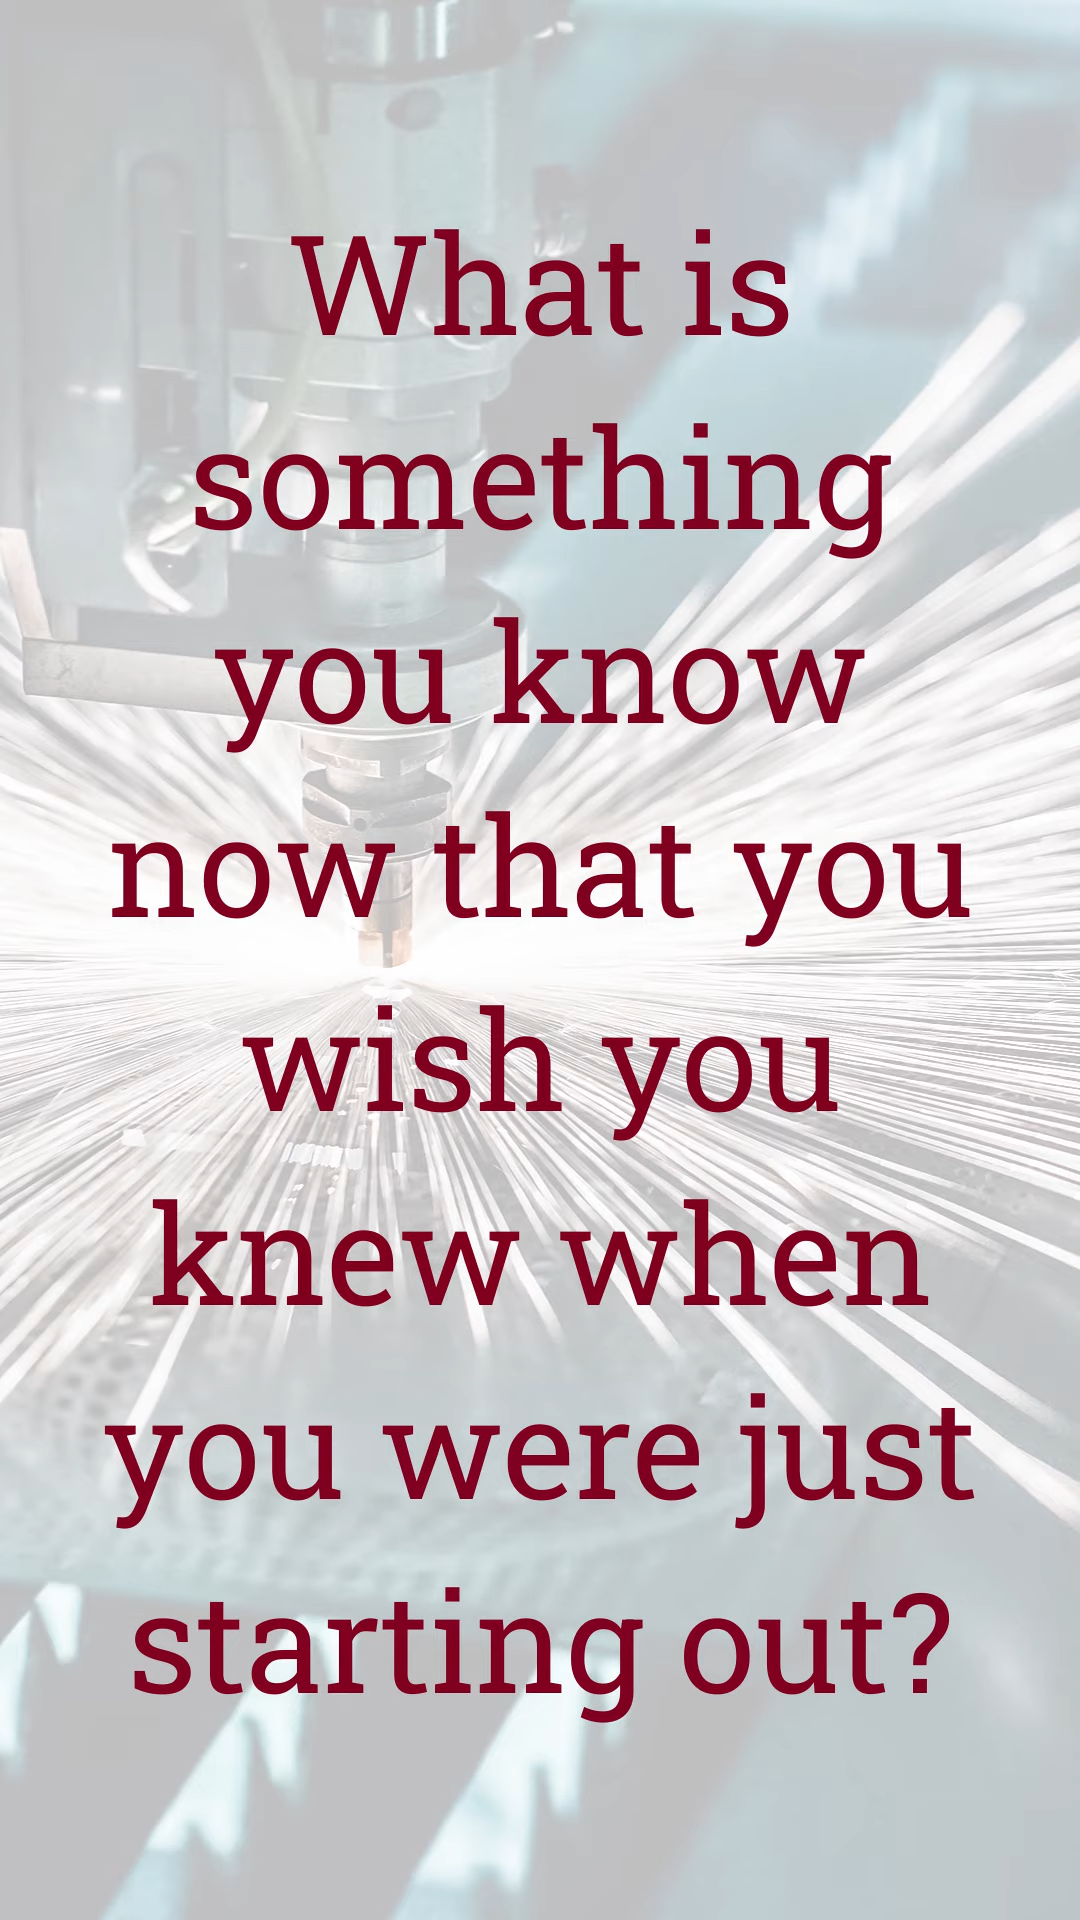 What is
something
you know
now that you
wish you
knew when
you were just
starting out?